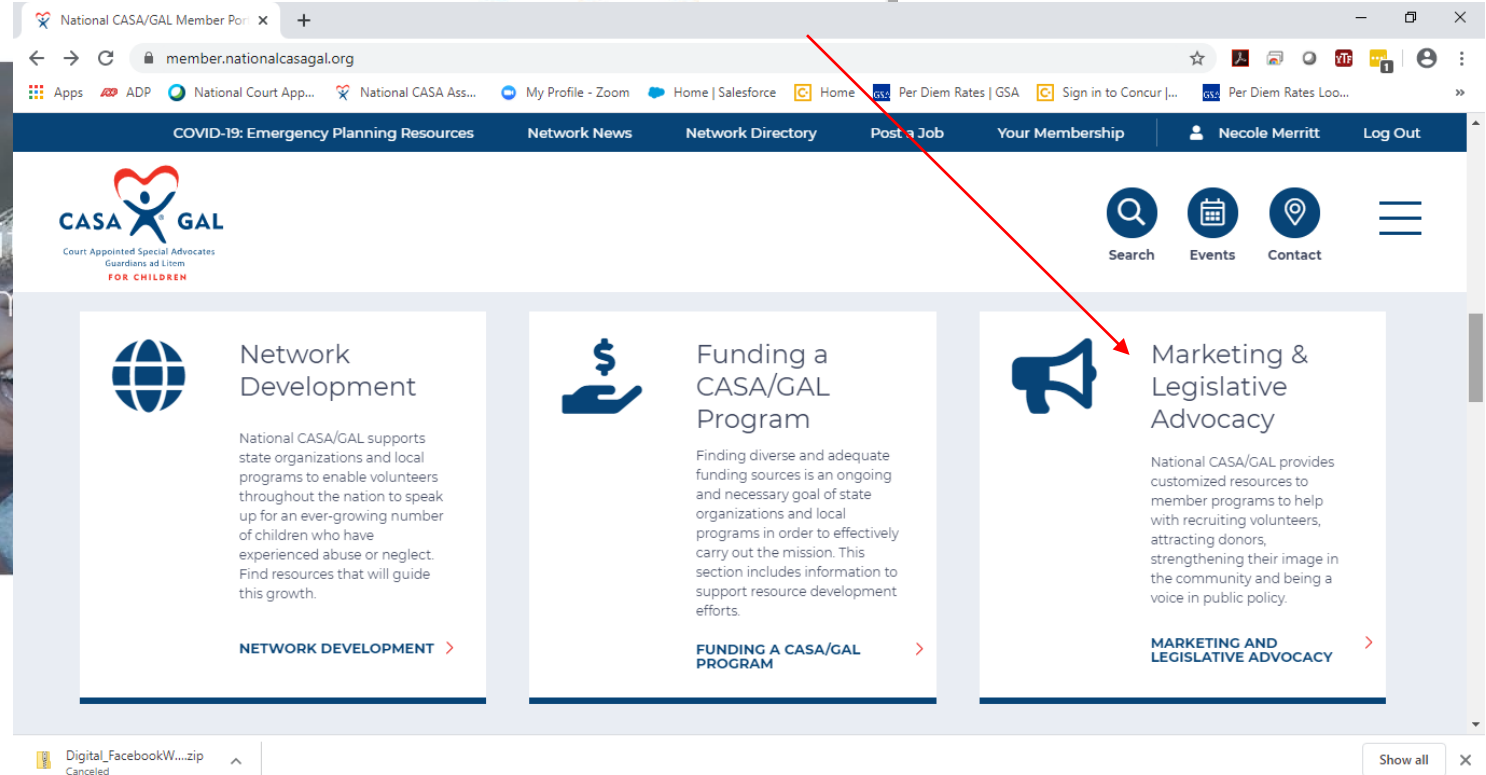 National CASA/GAL Member Por
member.nationalcasagal.org
1
Apps ADP National Court App... National CASA Ass... My Profile - Zoom Home | Salesforce Home GSA Per Diem Rates | GSA Sign in to Concur |... GSA Per Diem Rates Loo... »
COVID-19: Emergency Planning Resources Network News Network Directory Post a Job Your Membership Necole Merritt Log Out
CASA GAL
Court Appointed Special Advocates
Guardians ad Litem
FOR CHILDREN
Search Events Contact
Network
Development
National CASA/GAL supports
state organizations and local
programs to enable volunteers
throughout the nation to speak
up for an ever-growing number
of children who have
experienced abuse or neglect.
Find resources that will guide
this growth.
NETWORK DEVELOPMENT
$
Funding a
CASA/GAL
Program
Finding diverse and adequate
funding sources is an ongoing
and necessary goal of state
organizations and local
programs in order to effectively
carry out the mission. This
section includes information to
support resource development
efforts.
FUNDING A CASA/GAL
PROGRAM
Marketing &
Legislative
Advocacy
National CASA/GAL provides
customized resources to
member programs to help
with recruiting volunteers,
attracting donors,
strengthening their image in
the community and being a
voice in public policy.
MARKETING AND
LEGISLATIVE ADVOCACY
Digital_FacebookW....zip
Canceled
Show all